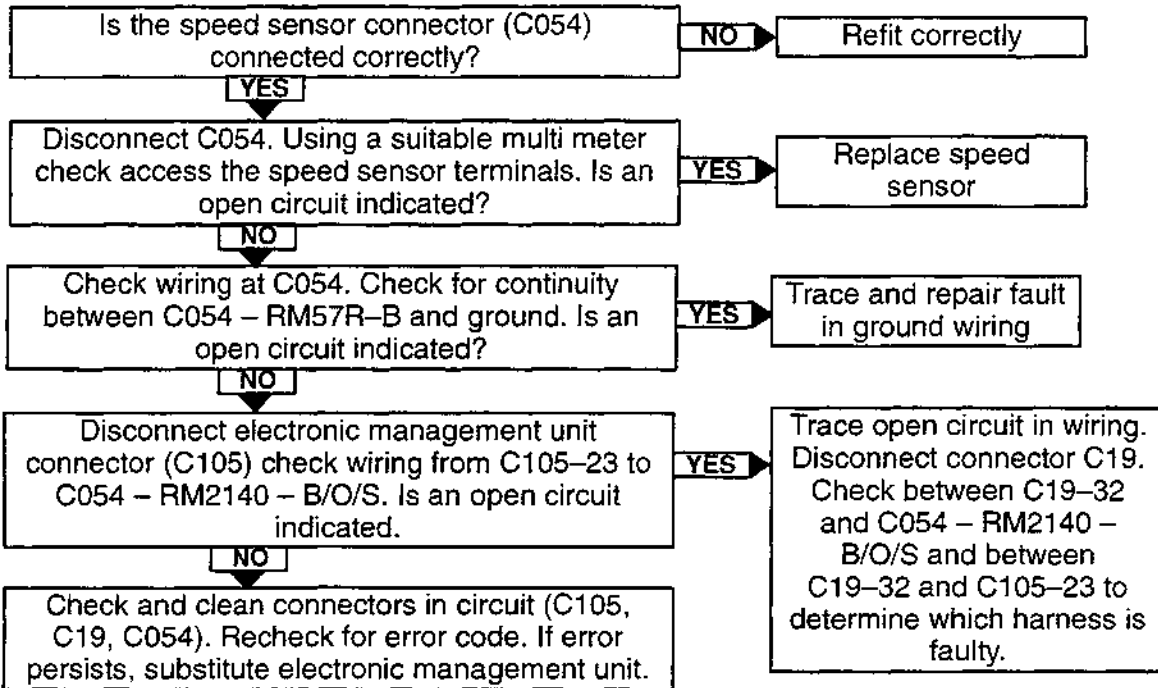 Is the speed sensor connector (C054)
connected correctly?
NO
Refit correctly
YES
Disconnect C054. Using a suitable multi meter
check access the speed sensor terminals. Is an
open circuit indicated?
YES
Replace speed
sensor
NO
Check wiring at C054. Check for continuity
between C054 – RM57R–B and ground. Is an
open circuit indicated?
YES
Trace and repair fault
in ground wiring
NO
Disconnect electronic management unit
connector (C105) check wiring from C105–23 to
C054 – RM2140 – B/O/S. Is an open circuit
indicated.
YES
Trace open circuit in wiring.
Disconnect connector C19.
Check between C19–32
and C054 – RM2140 –
B/O/S and between
C19–32 and C105–23 to
determine which harness is
faulty.
NO
Check and clean connectors in circuit (C105,
C19, C054). Recheck for error code. If error
persists, substitute electronic management unit.